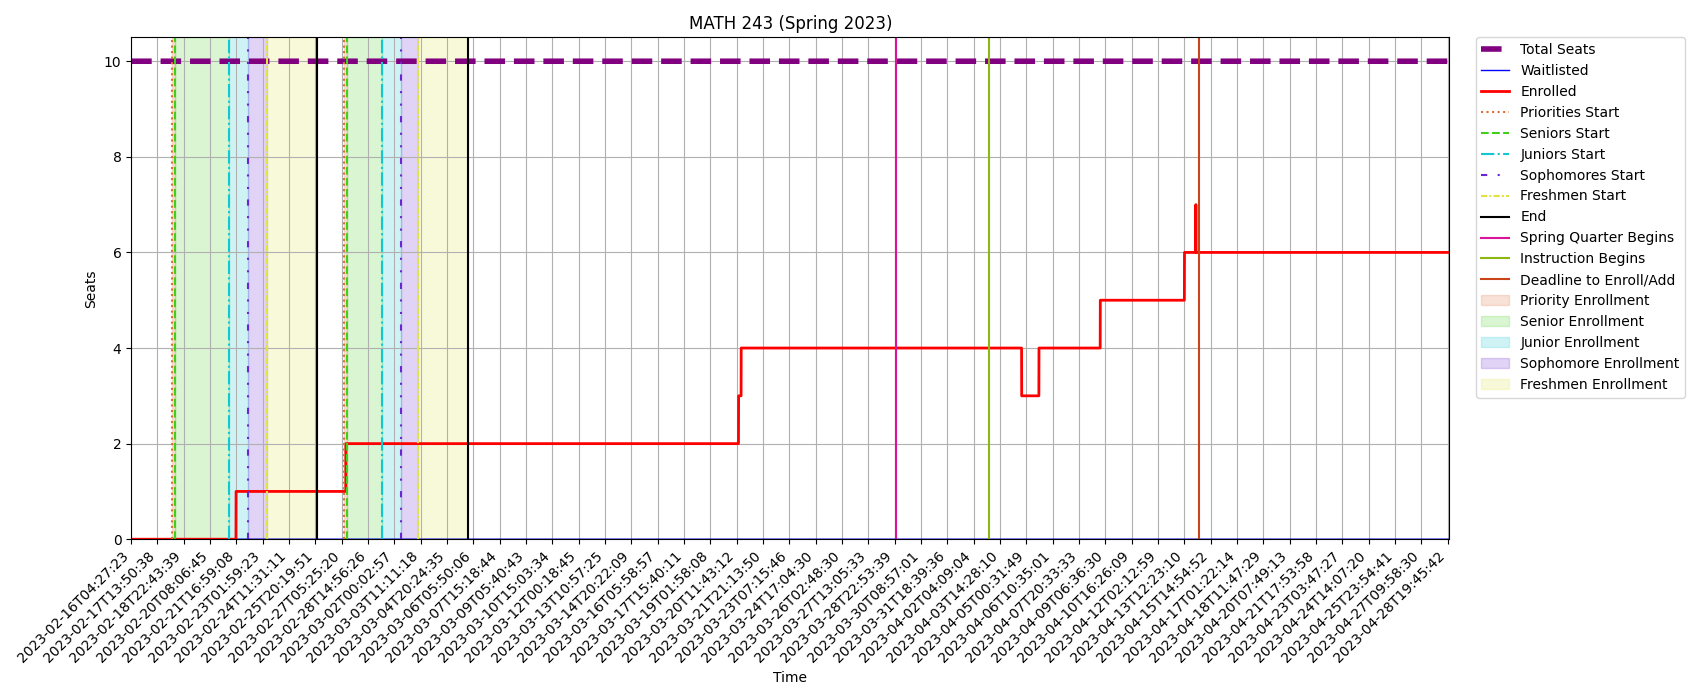 MATH 243 (Spring 2023)
Seats
10
8
6
4
2
0
2023-02-16T04:27:23
2023-02-17T13:50:38
2023-02-18T22:43:39
2023-02-20T08:06:45
2023-02-21T16:59:08
2023-02-23T01:59:23
2023-02-24T11:31:11
2023-02-25T20:19:51
2023-02-27T05:25:20
2023-02-28T14:56:26
2023-03-02T00:02:57
2023-03-03T11:11:18
2023-03-04T20:24:35
2023-03-06T05:50:06
2023-03-07T15:18:44
2023-03-09T05:40:43
2023-03-10T15:03:34
2023-03-12T00:18:45
2023-03-13T10:57:25
2023-03-14T20:22:09
2023-03-16T05:58:57
2023-03-17T15:40:11
2023-03-19T01:58:08
2023-03-20T11:43:12
2023-03-21T21:13:50
2023-03-23T07:15:46
2023-03-24T17:04:30
2023-03-26T02:48:30
2023-03-27T13:05:33
2023-03-28T22:53:39
2023-03-30T08:57:01
2023-03-31T18:39:36
2023-04-02T04:09:04
2023-04-03T14:28:10
2023-04-05T00:31:49
2023-04-06T10:35:01
2023-04-07T20:33:33
2023-04-09T06:36:30
2023-04-10T16:26:09
2023-04-12T02:12:59
2023-04-13T12:23:10
2023-04-15T14:54:52
2023-04-17T01:22:14
2023-04-18T11:47:29
2023-04-20T07:49:13
2023-04-21T17:53:58
2023-04-23T03:47:27
2023-04-24T14:07:20
2023-04-25T23:54:41
2023-04-27T09:58:30
2023-04-28T19:45:42
Time
Total Seats
Waitlisted
Enrolled
Priorities Start
Seniors Start
Juniors Start
Sophomores Start
Freshmen Start
End
Spring Quarter Begins
Instruction Begins
Deadline to Enroll/Add
Priority Enrollment
Senior Enrollment
Junior Enrollment
Sophomore Enrollment
Freshmen Enrollment